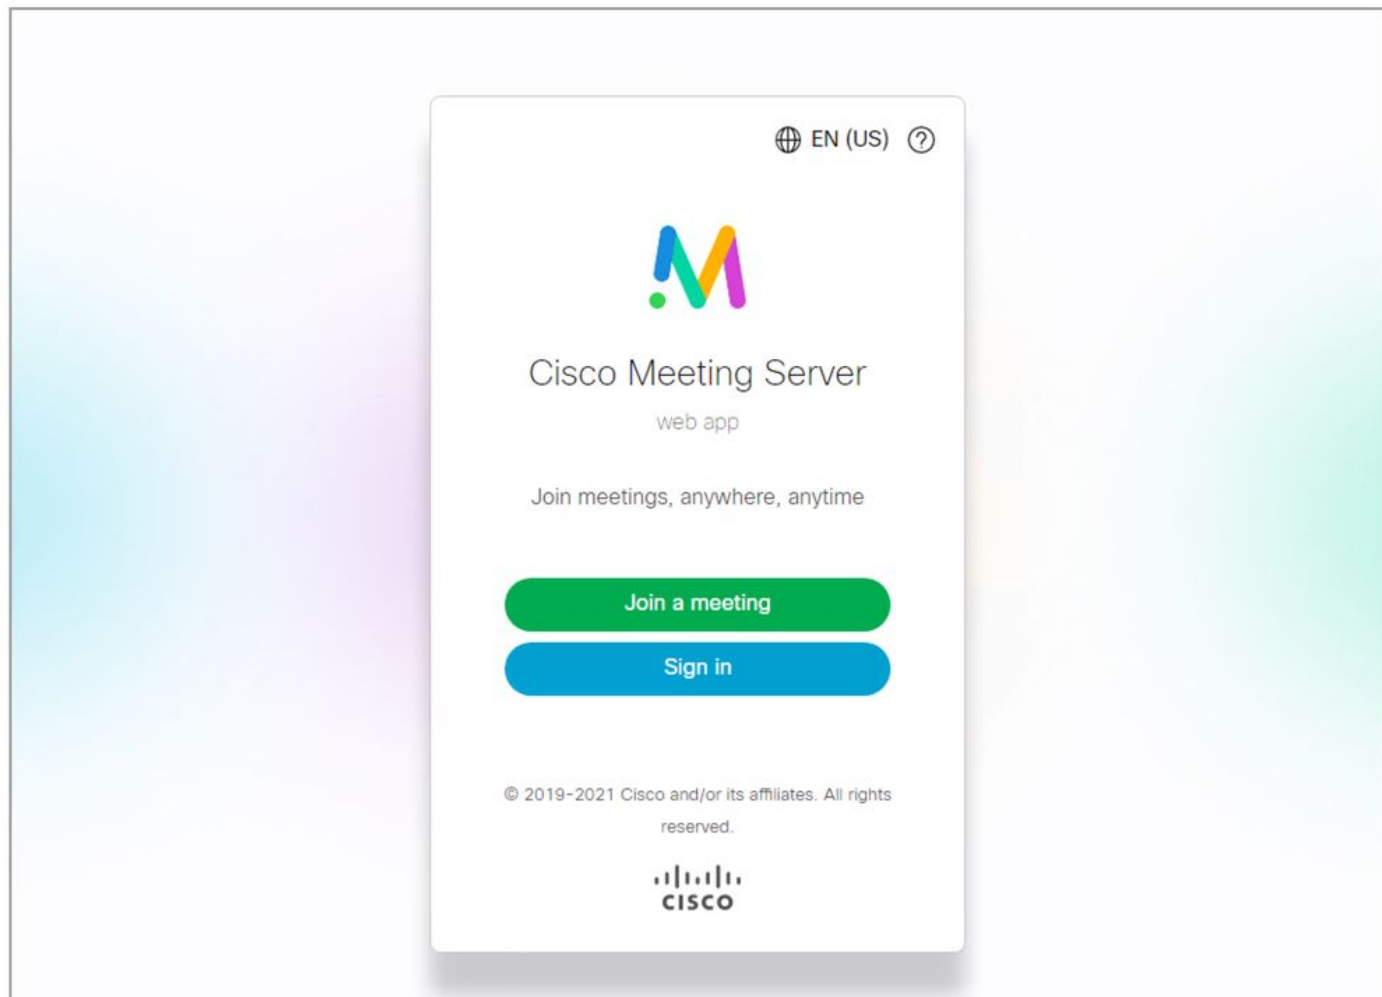 EN (US)
Cisco Meeting Server
web app
Join meetings, anywhere, anytime
Join a meeting
Sign in
© 2019-2021 Cisco and/or its affiliates. All rights
reserved.
CISCO